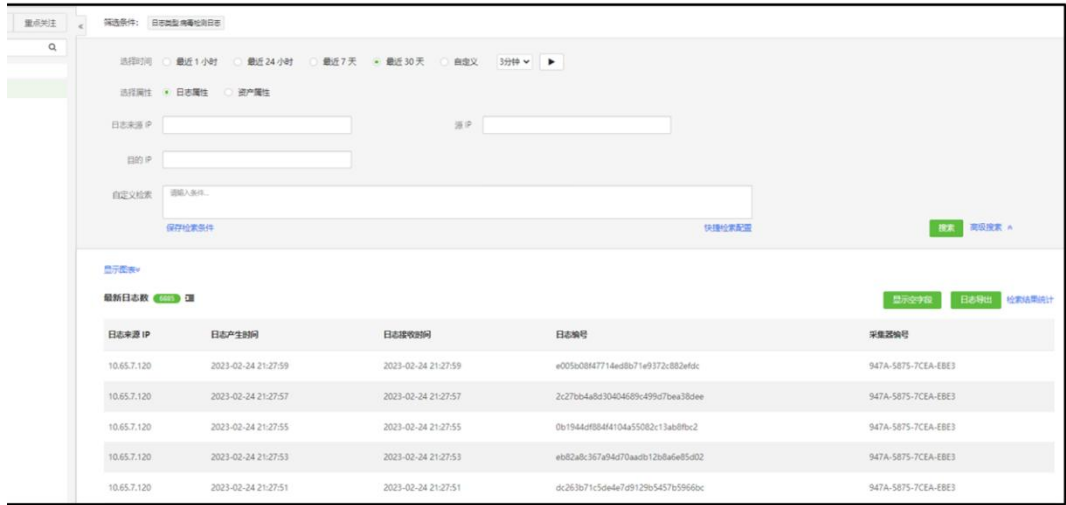 重点关注 « 筛选条件: 日志类型:病毒检测日志
选择时间 最近 1 小时 最近 24 小时 最近 7 天 最近 30 天 自定义 3分钟
选择属性 日志属性 资产属性
日志来源 IP 源 IP
目的 IP
自定义检索 请输入条件...
保存检索条件 快捷检索配置 搜索 高级搜索
显示图表
最新日志数 显示空字段 日志导出 检索结果统计
日志来源 IP 日志产生时间 日志接收时间 日志编号 采集器编号
10.65.7.120 2023-02-24 21:27:59 2023-02-24 21:27:59 e005b08f47714ed8b71e9372c882efdc 947A-5875-7CEA-EBE3
10.65.7.120 2023-02-24 21:27:57 2023-02-24 21:27:57 2c27bb4a8d30404689c499d7bea38dee 947A-5875-7CEA-EBE3
10.65.7.120 2023-02-24 21:27:55 2023-02-24 21:27:55 0b1944df884f4104a55082c13ab8fbc2 947A-5875-7CEA-EBE3
10.65.7.120 2023-02-24 21:27:53 2023-02-24 21:27:53 eb82a8c367a94d70aadb12b8a6e85d02 947A-5875-7CEA-EBE3
10.65.7.120 2023-02-24 21:27:51 2023-02-24 21:27:51 dc263b71c5de4e7d9129b5457b5966bc 947A-5875-7CEA-EBE3